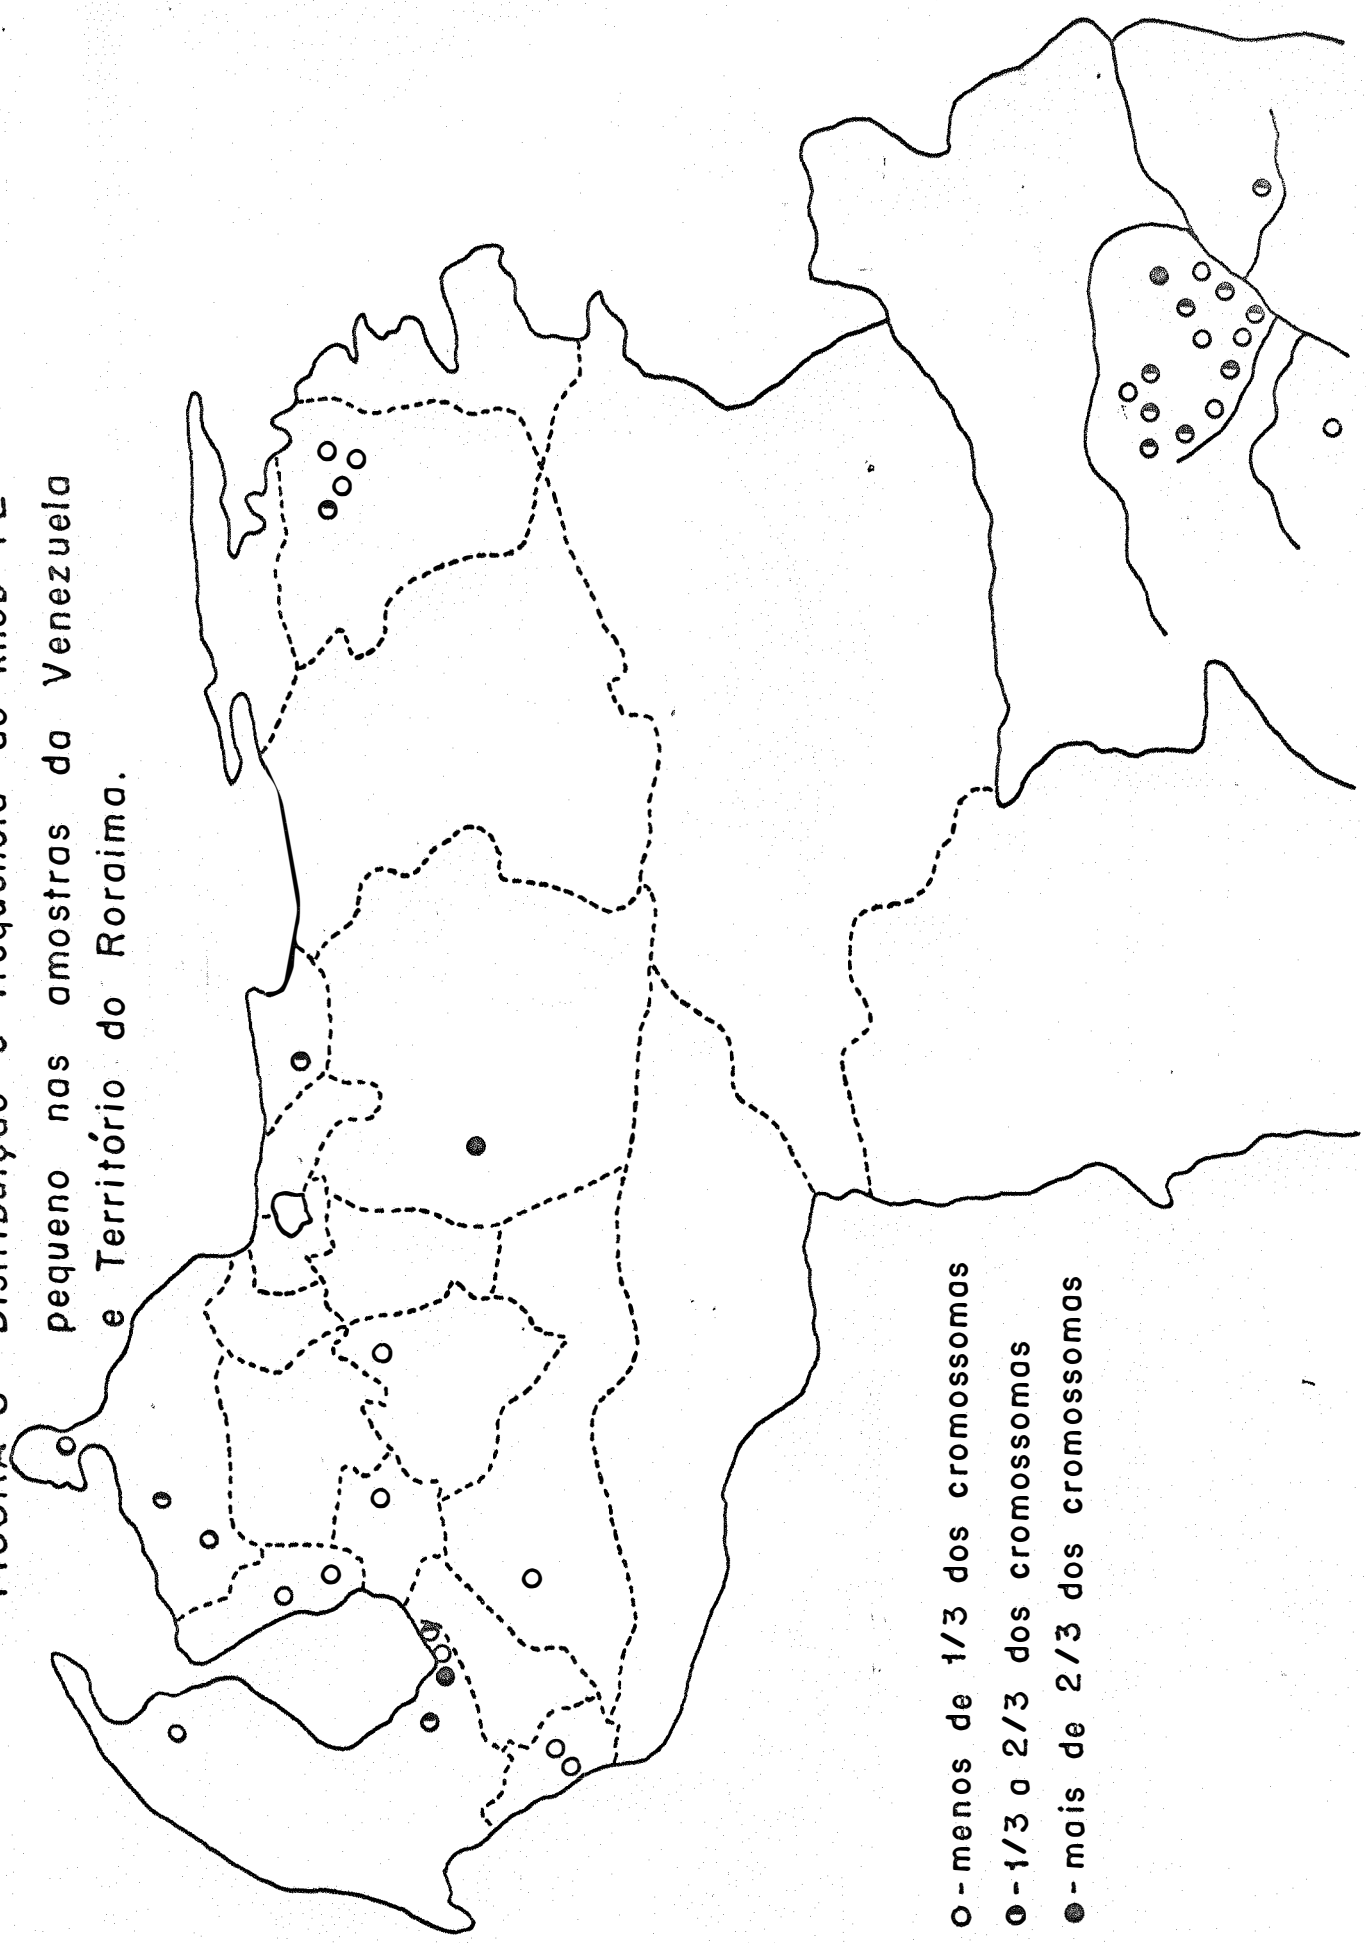 pequeno nas amostras da Venezuela
e Território do Roraima.
O - menos de 1/3 dos cromossomas
◐ - 1/3 a 2/3 dos cromossomas
● - mais de 2/3 dos cromossomas